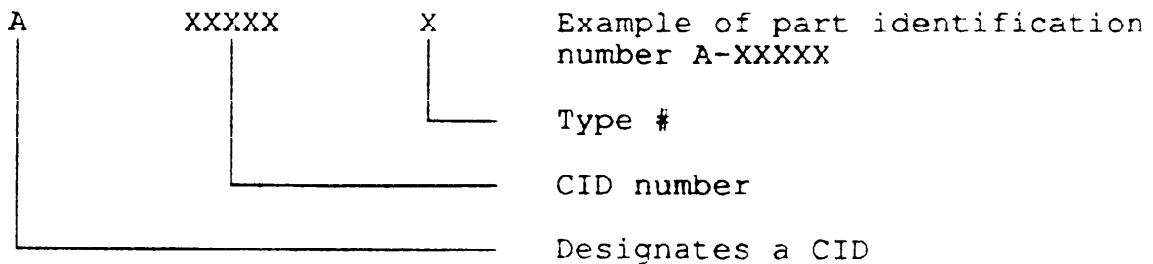 A XXXXX X Example of part identification
number A-XXXXX
Type #
CID number
Designates a CID